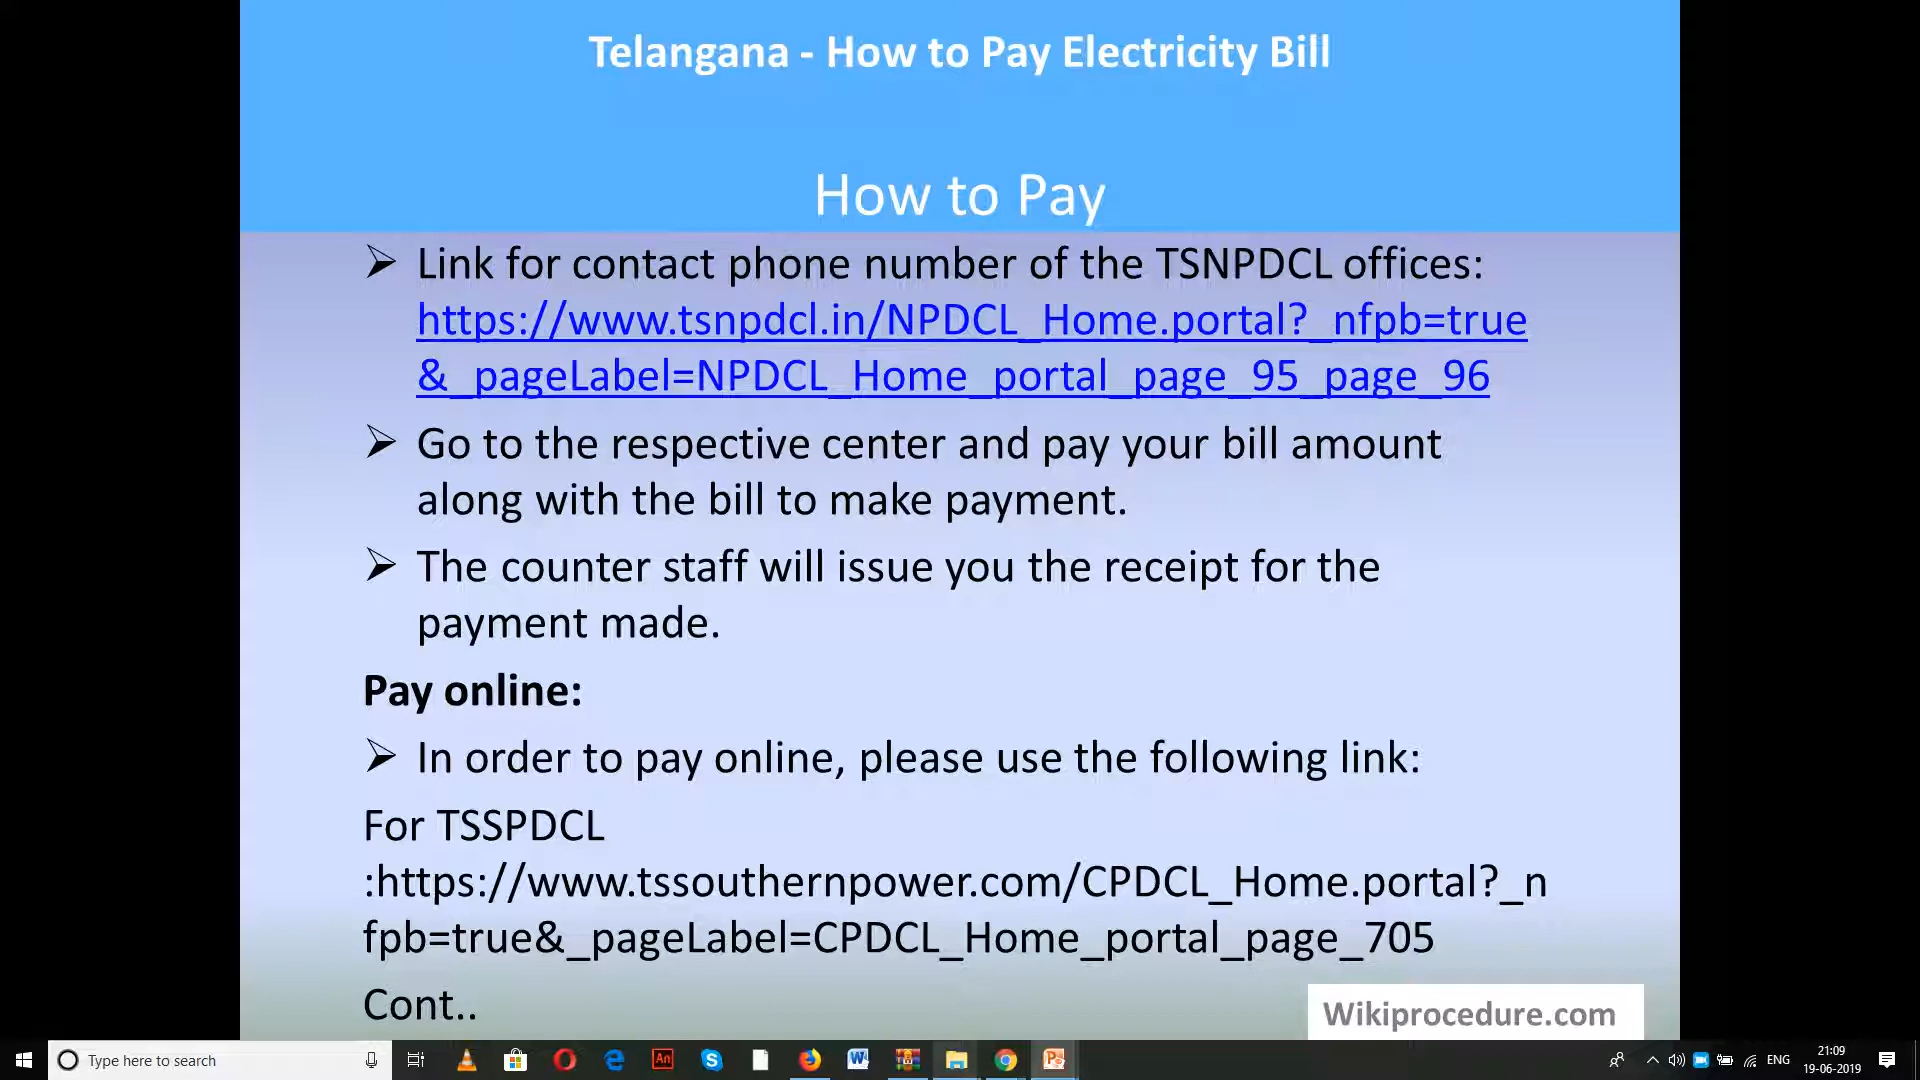 Telangana - How to Pay Electricity Bill
How to Pay
➢ Link for contact phone number of the TSNPDCL offices:
https://www.tsnpdcl.in/NPDCL_Home.portal?_nfpb=true
&_pageLabel=NPDCL_Home_portal_page_95_page_96
➢ Go to the respective center and pay your bill amount
along with the bill to make payment.
➢ The counter staff will issue you the receipt for the
payment made.
Pay online:
➢ In order to pay online, please use the following link:
For TSSPDCL
:https://www.tssouthernpower.com/CPDCL_Home.portal?_n
fpb=true&_pageLabel=CPDCL_Home_portal_page_705
Cont..
Wikiprocedure.com
Type here to search
ENG
21:09
19-06-2019